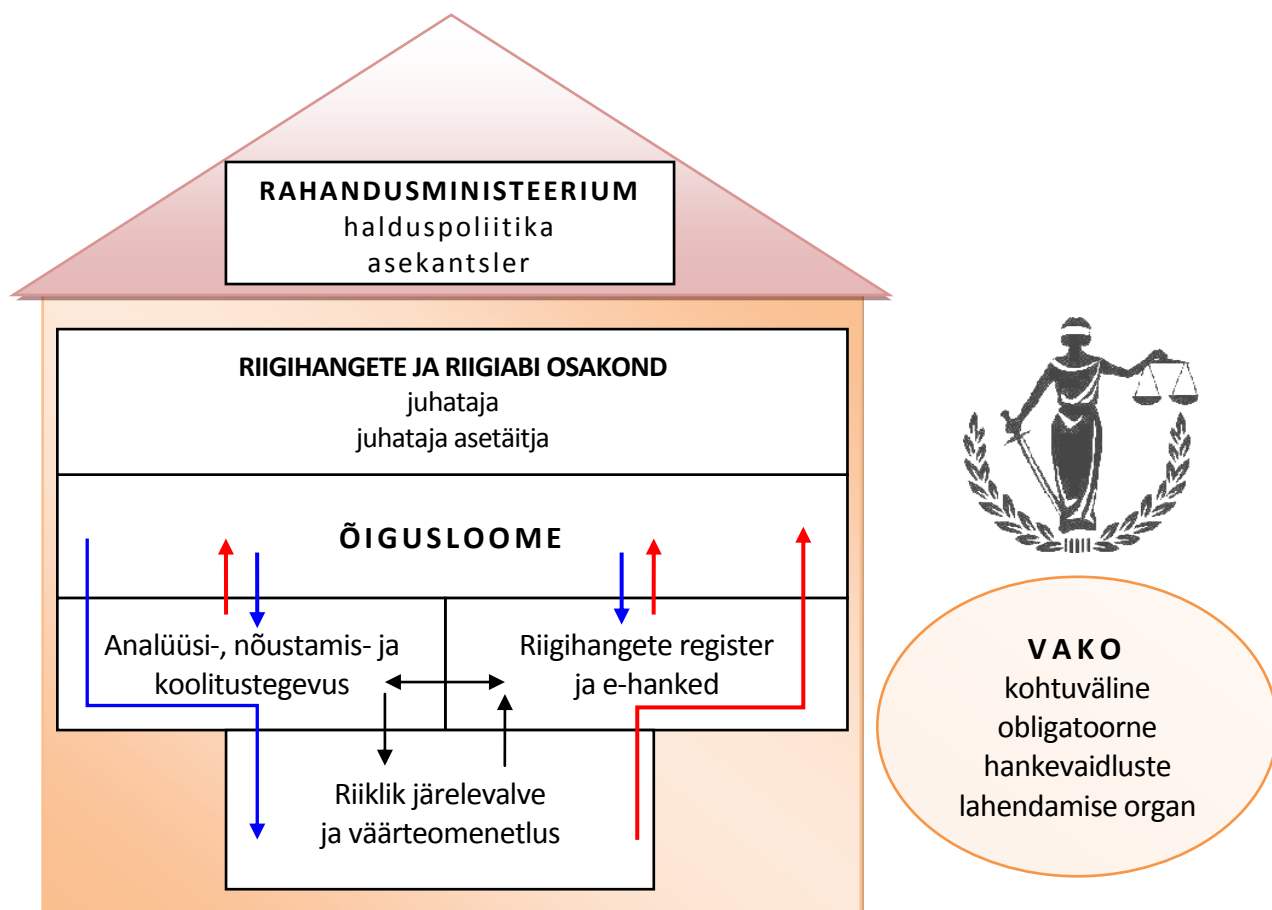 RAHANDUSMINISTEERIUM
halduspoliitika
asekantsler
RIIGIHANGETE JA RIIGIABI OSAKOND
juhataja
juhataja asetäitja
ÕIGUSLOOME
Analüüsi-, nõustamis- ja
koolitustegevus
Riigihangete register
ja e-hanked
Riiklik järelevalve
ja väärteomenetlus
VAKO
kohtuväline
obligatoorne
hankevaidluste
lahendamise organ